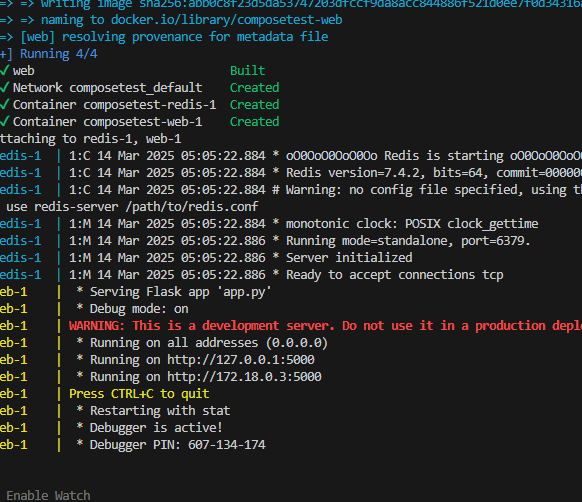 => => writing image sha256:abb0c8f23d5da53747203dfccf9da8acc844886f521d0ee7f0d34316a
=> => naming to docker.io/library/composetest-web
=> [web] resolving provenance for metadata file
+] Running 4/4
✓ web Built
✓ Network composetest_default Created
✓ Container composetest-redis-1 Created
✓ Container composetest-web-1 Created
ttaching to redis-1, web-1
edis-1 | 1:C 14 Mar 2025 05:05:22.884 * oO0OoO0OoO0Oo Redis is starting oO0OoO0OoO0
edis-1 | 1:C 14 Mar 2025 05:05:22.884 * Redis version=7.4.2, bits=64, commit=000000
edis-1 | 1:C 14 Mar 2025 05:05:22.884 # Warning: no config file specified, using th
use redis-server /path/to/redis.conf
edis-1 | 1:M 14 Mar 2025 05:05:22.884 * monotonic clock: POSIX clock_gettime
edis-1 | 1:M 14 Mar 2025 05:05:22.886 * Running mode=standalone, port=6379.
edis-1 | 1:M 14 Mar 2025 05:05:22.886 * Server initialized
edis-1 | 1:M 14 Mar 2025 05:05:22.886 * Ready to accept connections tcp
eb-1 | * Serving Flask app 'app.py'
eb-1 | * Debug mode: on
eb-1 | WARNING: This is a development server. Do not use it in a production deplo
eb-1 | * Running on all addresses (0.0.0.0)
eb-1 | * Running on http://127.0.0.1:5000
eb-1 | * Running on http://172.18.0.3:5000
eb-1 | Press CTRL+C to quit
eb-1 | * Restarting with stat
eb-1 | * Debugger is active!
eb-1 | * Debugger PIN: 607-134-174
Enable Watch